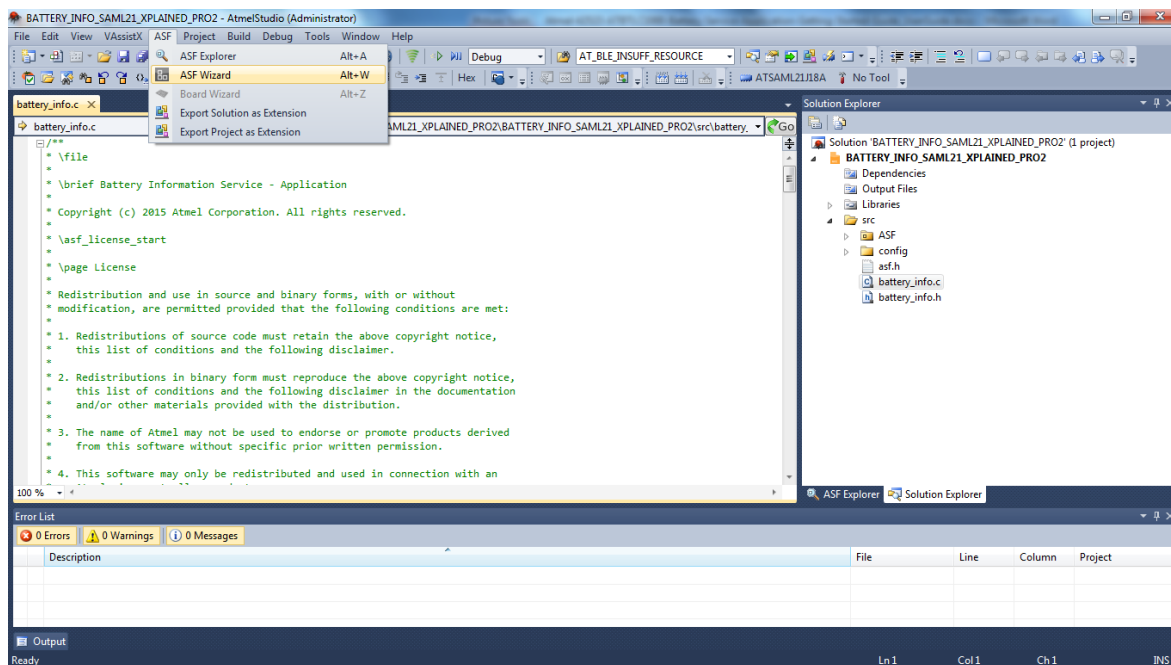 BATTERY_INFO_SAML21_XPLAINED_PRO2 - AtmelStudio (Administrator)
File Edit View VAssistX ASF Project Build Debug Tools Window Help
Debug AT_BLE_INSUFF_RESOURCE
Hex ATSAML21J18A No Tool
ASF Explorer Alt+A
ASF Wizard Alt+W
Board Wizard Alt+Z
Export Solution as Extension
Export Project as Extension
battery_info.c
battery_info.c AML21_XPLAINED_PRO2\BATTERY_INFO_SAML21_XPLAINED_PRO2\src\battery_ Go
/**
* \file
*
* \brief Battery Information Service - Application
*
* Copyright (c) 2015 Atmel Corporation. All rights reserved.
*
* \asf_license_start
*
* \page License
*
* Redistribution and use in source and binary forms, with or without
* modification, are permitted provided that the following conditions are met:
*
* 1. Redistributions of source code must retain the above copyright notice,
* this list of conditions and the following disclaimer.
*
* 2. Redistributions in binary form must reproduce the above copyright notice,
* this list of conditions and the following disclaimer in the documentation
* and/or other materials provided with the distribution.
*
* 3. The name of Atmel may not be used to endorse or promote products derived
* from this software without specific prior written permission.
*
* 4. This software may only be redistributed and used in connection with an
100 %
Solution Explorer
Solution 'BATTERY_INFO_SAML21_XPLAINED_PRO2' (1 project)
BATTERY_INFO_SAML21_XPLAINED_PRO2
Dependencies
Output Files
Libraries
src
ASF
config
asf.h
battery_info.c
battery_info.h
ASF Explorer Solution Explorer
Error List
0 Errors 0 Warnings 0 Messages
Description File Line Column Project
Output
Ready Ln 1 Col 1 Ch 1 INS